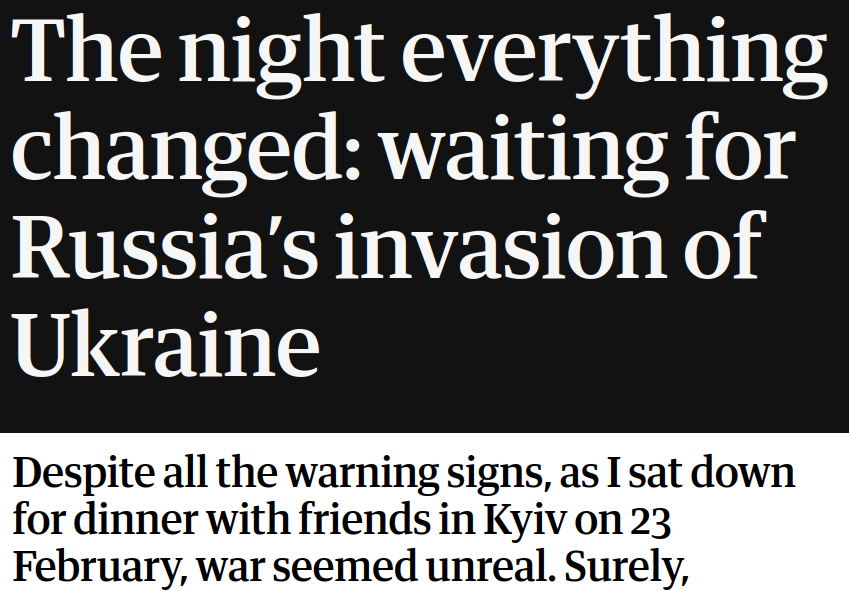 The night everything
changed: waiting for
Russia’s invasion of
Ukraine
Despite all the warning signs, as I sat down
for dinner with friends in Kyiv on 23
February, war seemed unreal. Surely,